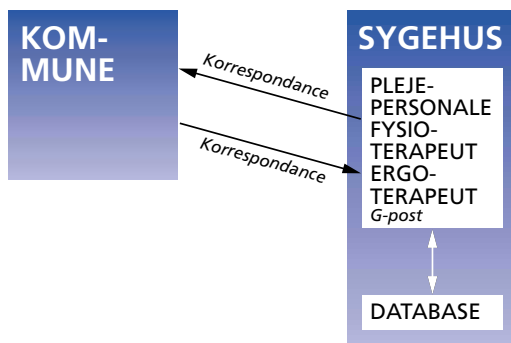 KOM-
MUNE
Korrespondance
Korrespondance
SYGEHUS
PLEJE-
PERSONALE
FYSIO-
TERAPEUT
ERGO-
TERAPEUT
G-post
DATABASE